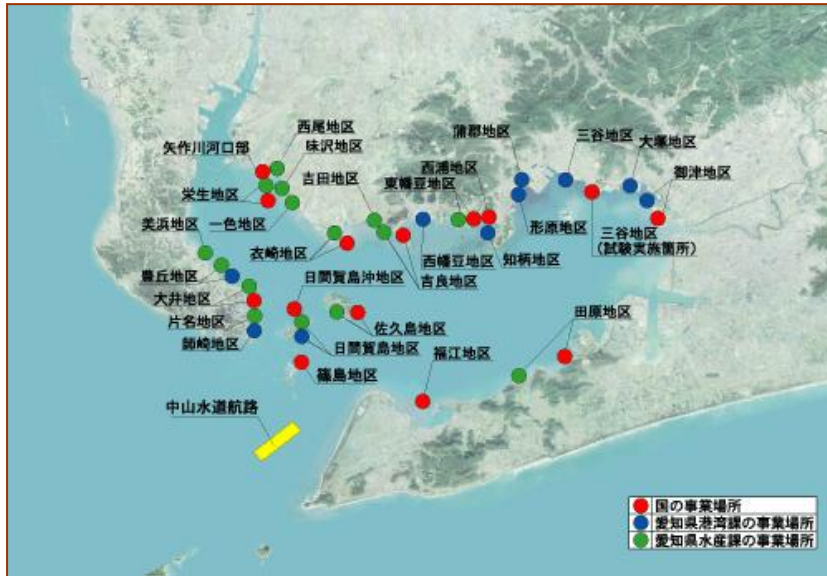 西尾地区
矢作川河口部
味沢地区
栄生地区
一色地区
吉田地区
衣崎地区
東幡豆地区
西浦地区
蒲郡地区
三谷地区
大塚地区
御津地区
形原地区
三谷地区
(試験実施箇所)
西幡豆地区
知柄地区
吉良地区
美浜地区
豊丘地区
大井地区
片名地区
師崎地区
日間賀島沖地区
佐久島地区
日間賀島地区
篠島地区
福江地区
田原地区
中山水道航路
国の事業場所
愛知県港湾課の事業場所
愛知県水産課の事業場所